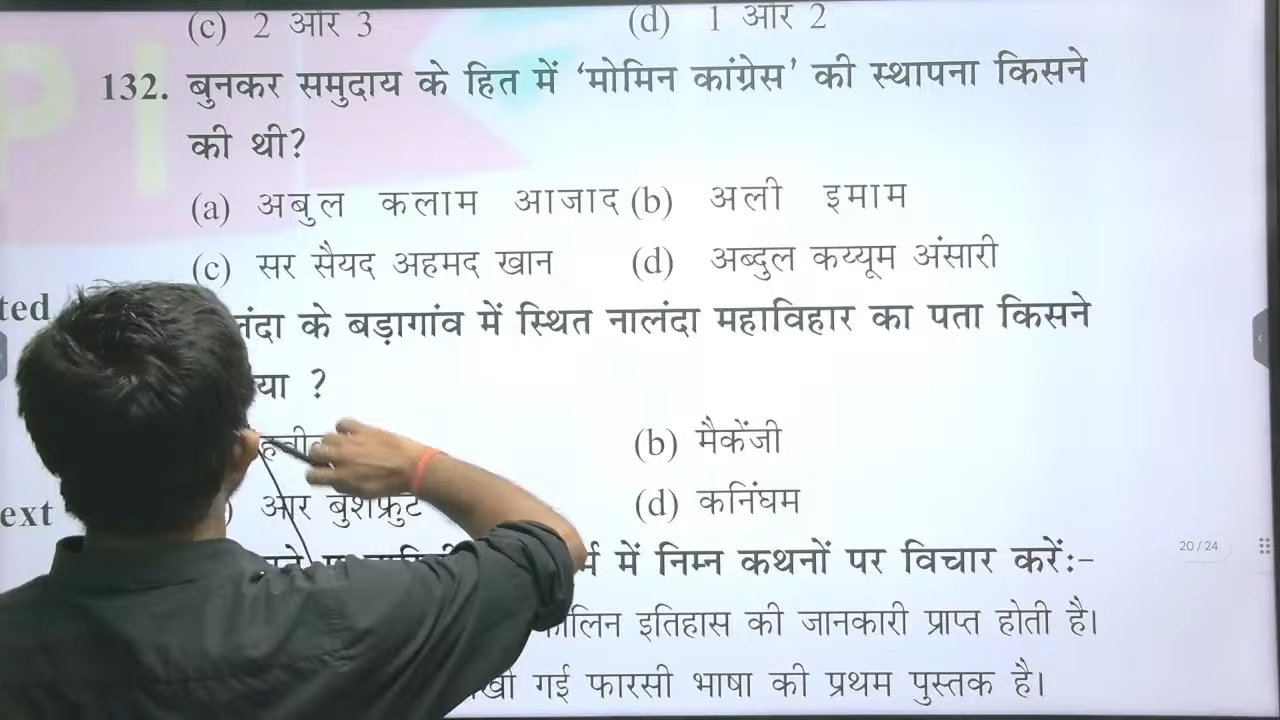 (c) 2 और 3 (d) 1 और 2
132. बुनकर समुदाय के हित में ‘मोमिन कांग्रेस’ की स्थापना किसने
की थी?
(a) अबुल कलाम आजाद (b) अली इमाम
(c) सर सैयद अहमद खान (d) अब्दुल कय्यूम अंसारी
ted
के बड़ागांव में स्थित नालंदा महाविहार का पता किसने
?
(b) मैकेंजी
ext
आर बुशफ्रुट (d) कनिंघम
में निम्न कथनों पर विचार करें:-
इतिहास की जानकारी प्राप्त होती है।
गई फारसी भाषा की प्रथम पुस्तक है।
20 / 24